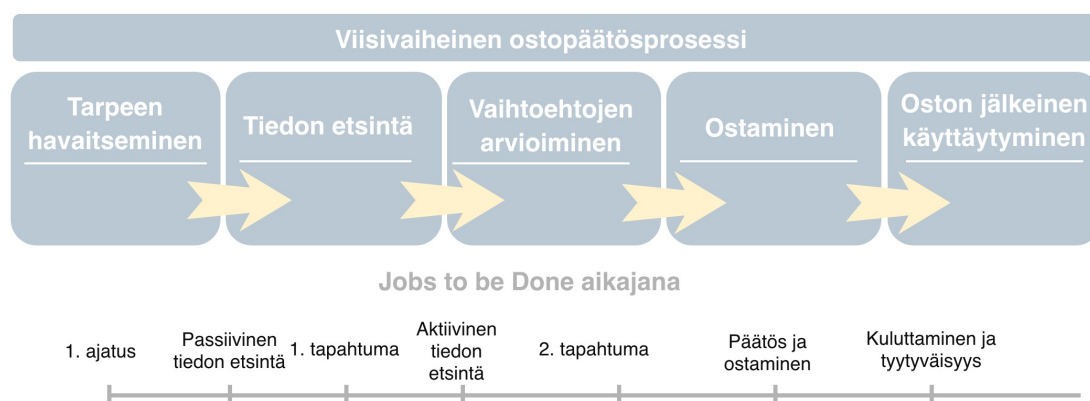 Viisivaiheinen ostopäätösprosessi
Tarpeen
havaitseminen
Tiedon etsintä
Vaihtoehtojen
arvioiminen
Ostaminen
Oston jälkeinen
käyttäytyminen
Jobs to be Done aikajana
1. ajatus
Passiivinen
tiedon etsintä
1. tapahtuma
Aktiivinen
tiedon
etsintä
2. tapahtuma
Päätös ja
ostaminen
Kuluttaminen ja
tyytyväisyys